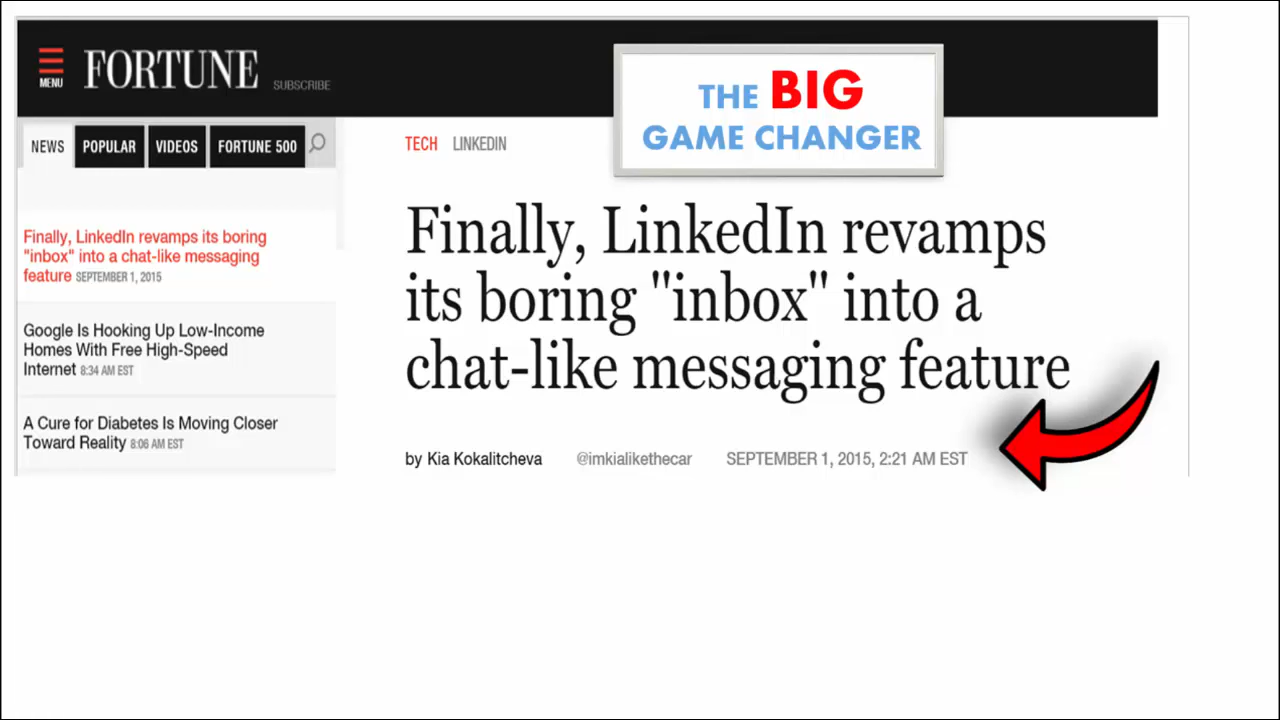 MENU
FORTUNE
SUBSCRIBE
THE BIG
GAME CHANGER
NEWS
POPULAR
VIDEOS
FORTUNE 500
Finally, LinkedIn revamps its boring
"inbox" into a chat-like messaging
feature SEPTEMBER 1, 2015
Google Is Hooking Up Low-Income
Homes With Free High-Speed
Internet 8:34 AM EST
A Cure for Diabetes Is Moving Closer
Toward Reality 8:06 AM EST
TECH LINKEDIN
Finally, LinkedIn revamps
its boring "inbox" into a
chat-like messaging feature
by Kia Kokalitcheva @imkialikethecar SEPTEMBER 1, 2015, 2:21 AM EST